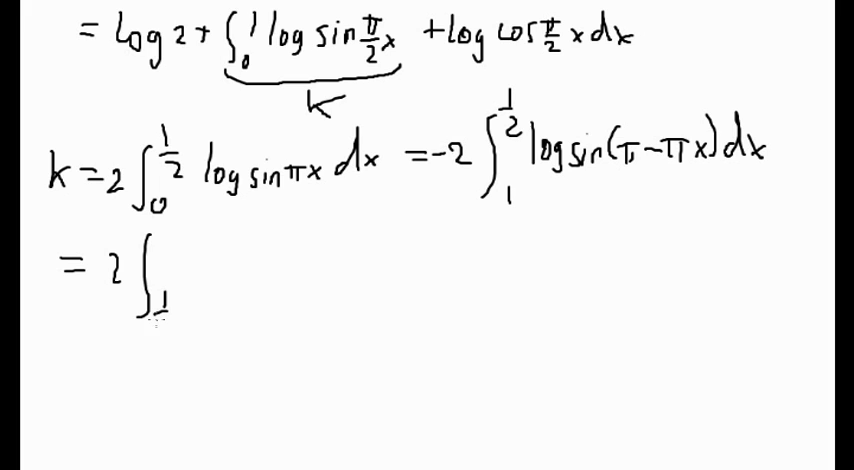 = log 2 + ∫₀¹ log sin π/2 x + log cos π/2 x dx
K
K = 2 ∫₀^{1/2} log sin πx dx = -2 ∫₁^{1/2} log sin(π - πx) dx
= 2 ∫ 1